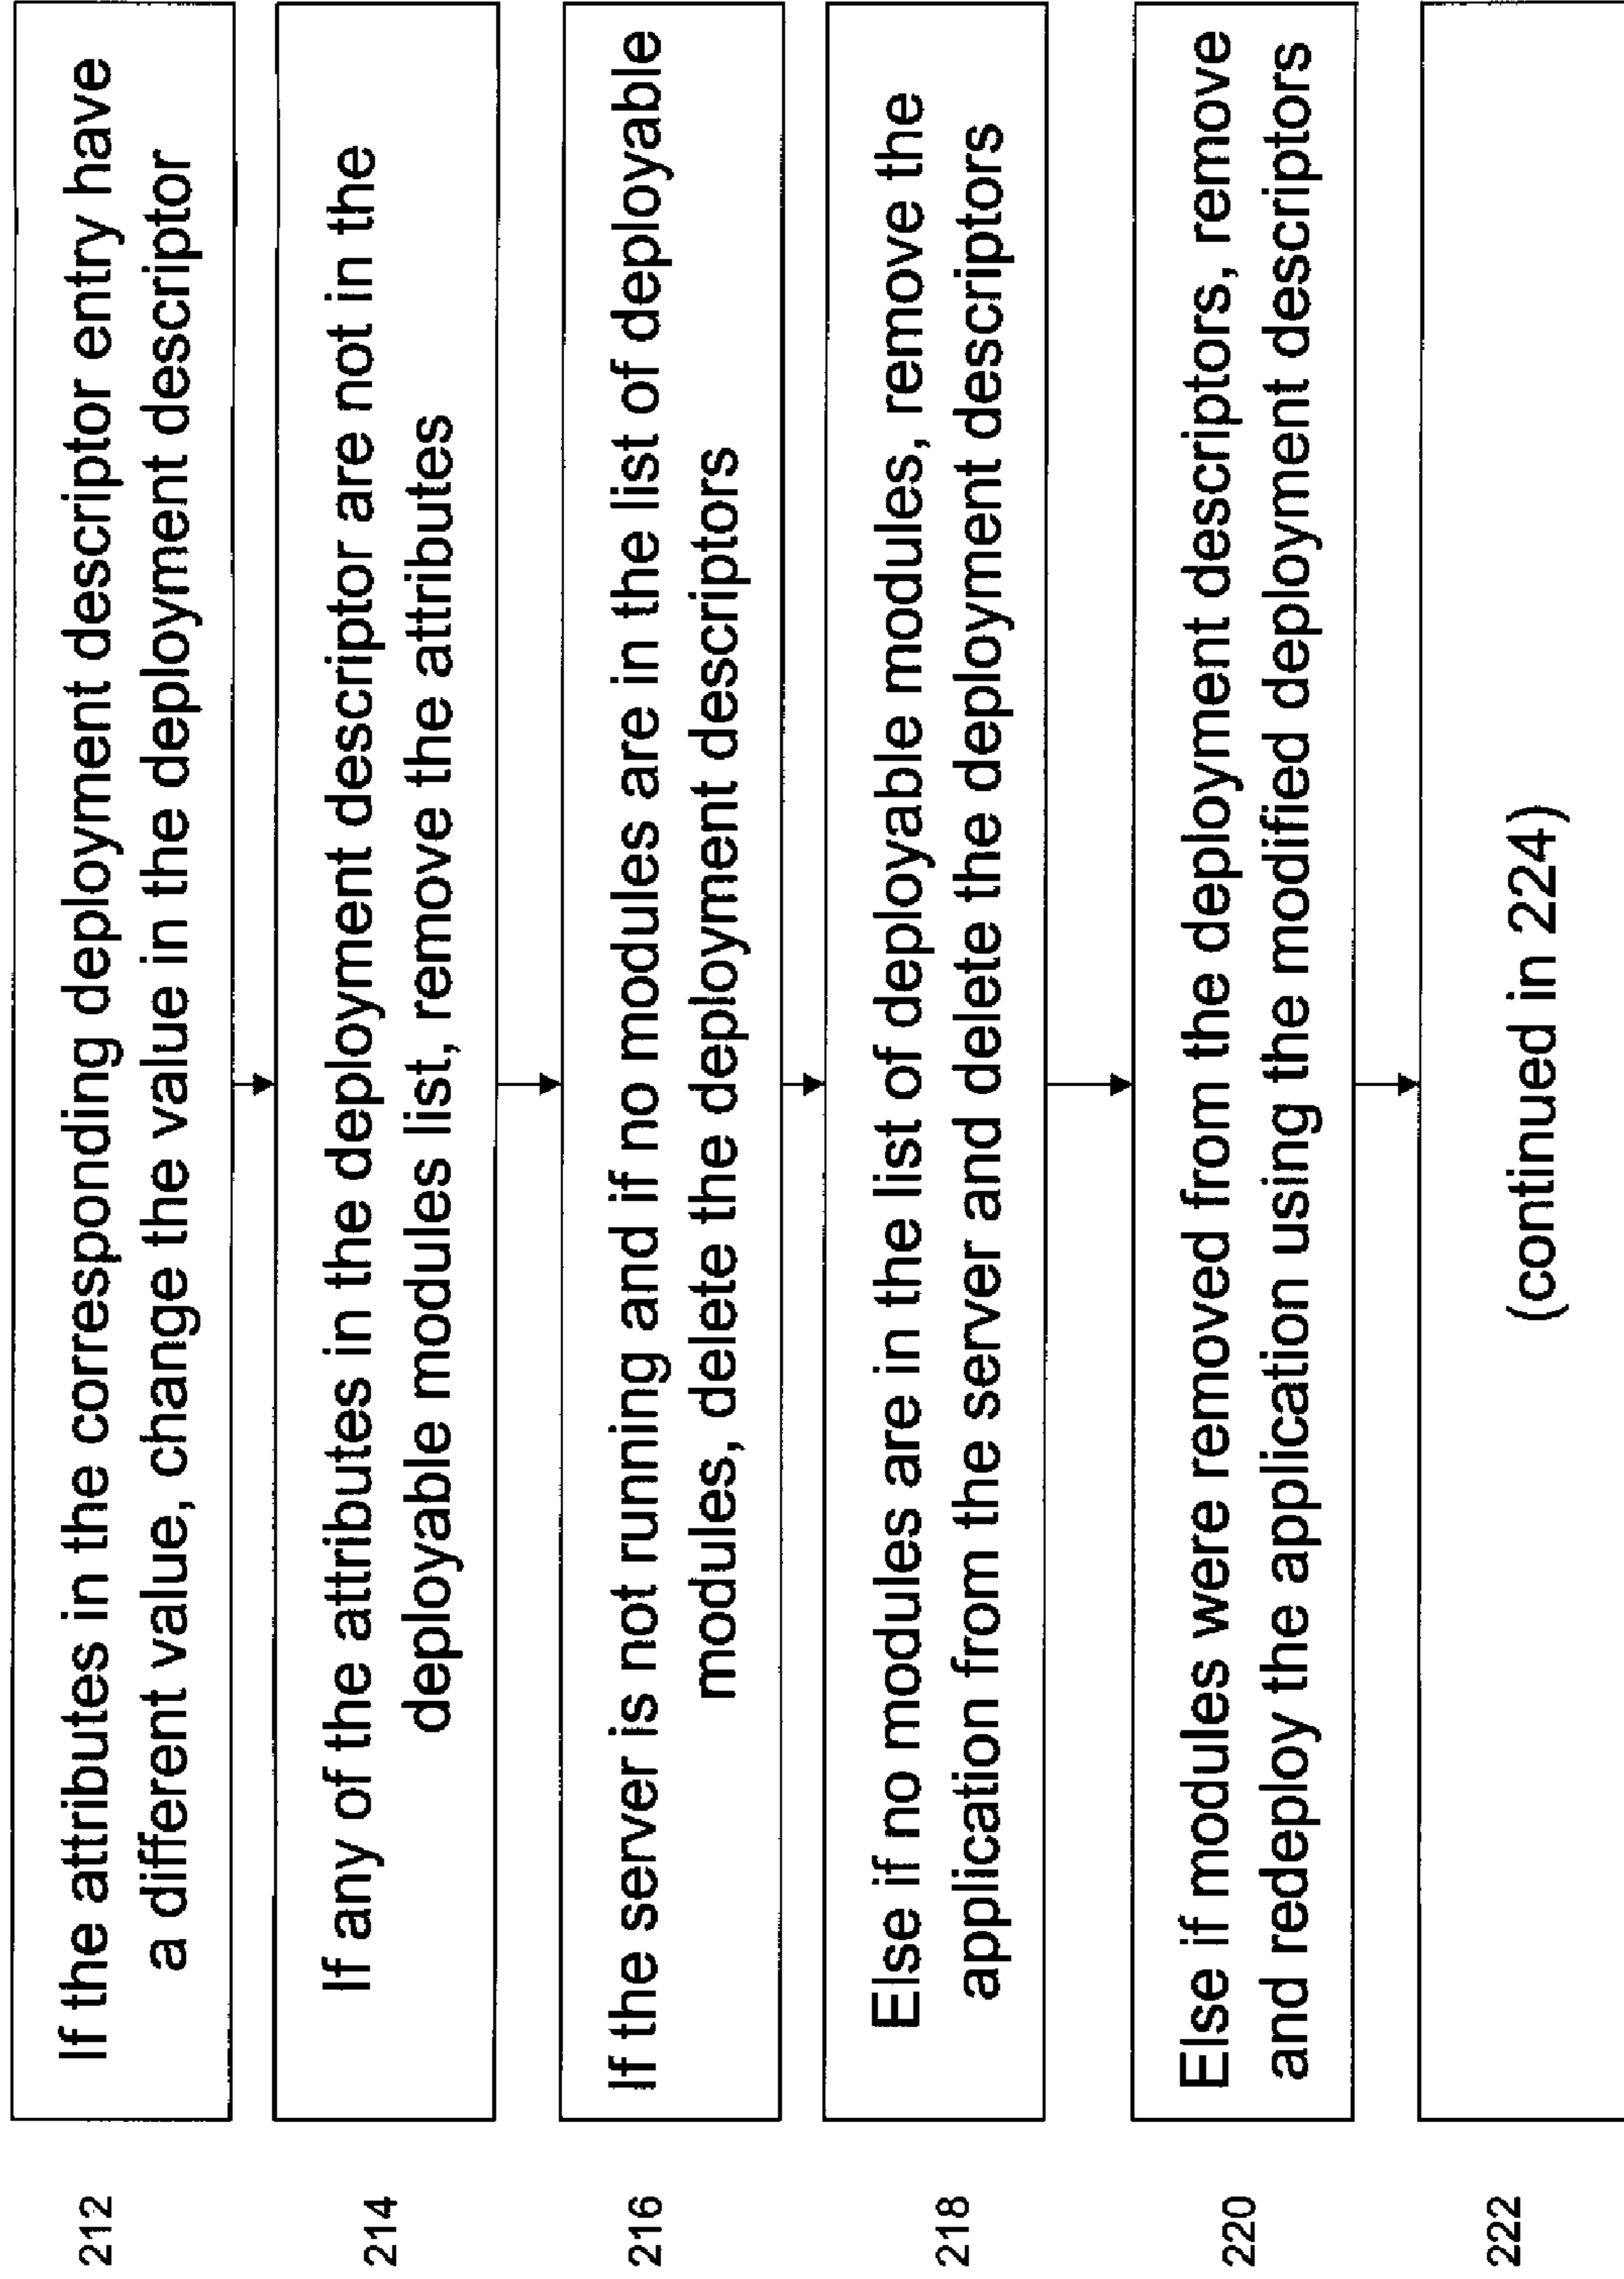 212
If the attributes in the corresponding deployment descriptor entry have
a different value, change the value in the deployment descriptor
214
If any of the attributes in the deployment descriptor are not in the
deployable modules list, remove the attributes
216
If the server is not running and if no modules are in the list of deployable
modules, delete the deployment descriptors
218
Else if no modules are in the list of deployable modules, remove the
application from the server and delete the deployment descriptors
220
Else if modules were removed from the deployment descriptors, remove
and redeploy the application using the modified deployment descriptors
222
(continued in 224)